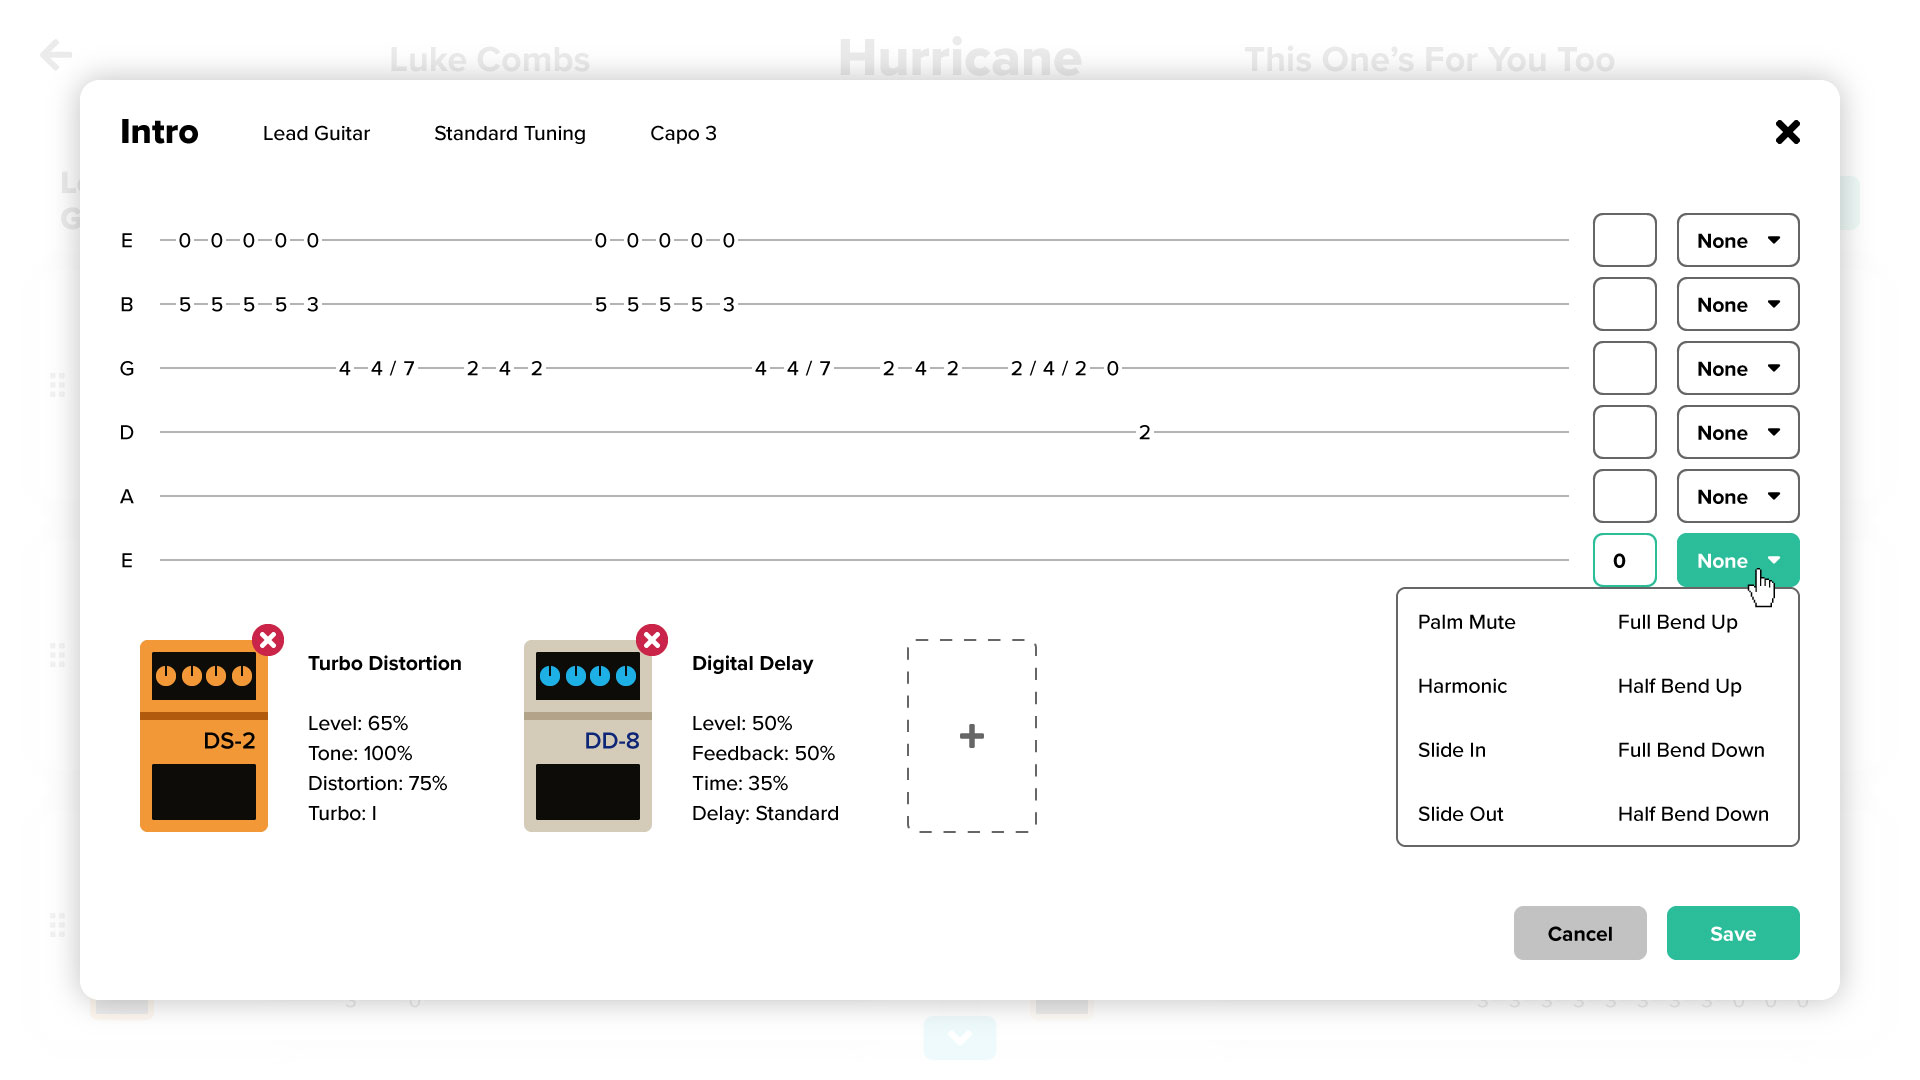 Luke Combs
Hurricane
This One's For You Too
Intro
Lead Guitar
Standard Tuning
Capo 3
E 0 0 0 0 0 0 0 0 0 0 None
B 5 5 5 5 3 5 5 5 5 3 None
G 4 4 / 7 2 4 2 4 4 / 7 2 4 2 2 / 4 / 2 0 None
D 2 None
A None
E 0 None
Palm Mute
Full Bend Up
Harmonic
Half Bend Up
Slide In
Full Bend Down
Slide Out
Half Bend Down
DS-2
Turbo Distortion
Level: 65%
Tone: 100%
Distortion: 75%
Turbo: I
DD-8
Digital Delay
Level: 50%
Feedback: 50%
Time: 35%
Delay: Standard
+
Cancel
Save